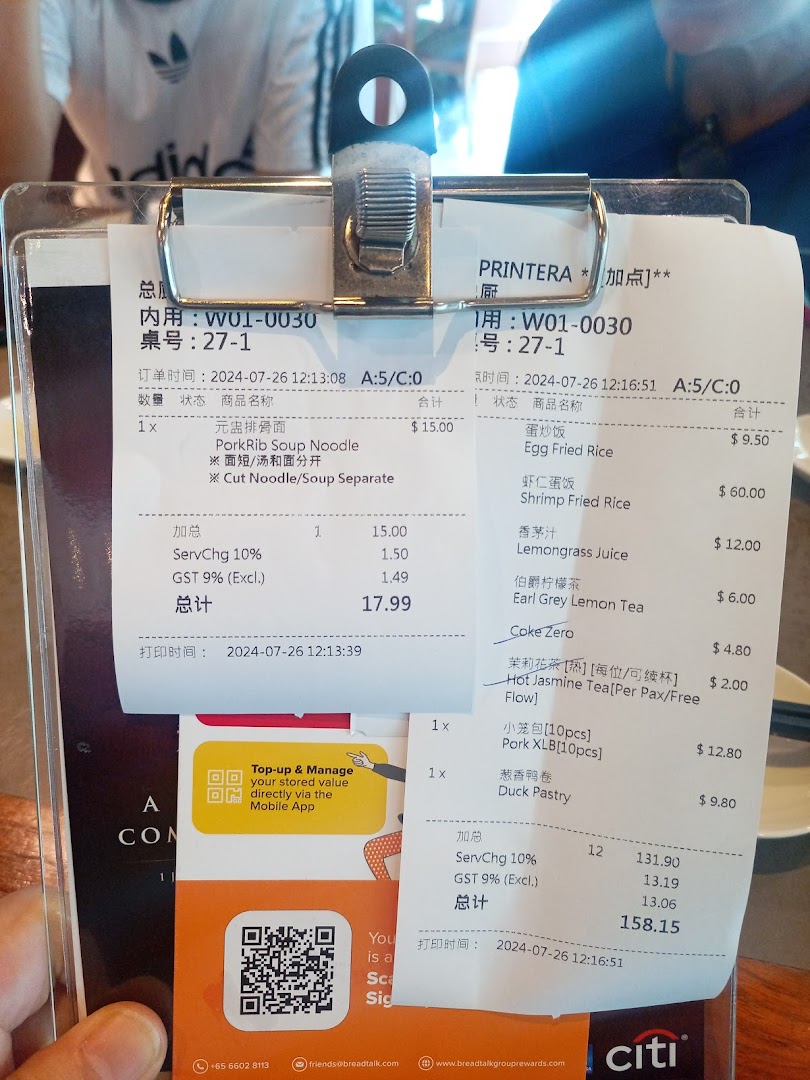 adidas
总厨
内用 : W01-0030
桌号 : 27-1
订单时间 : 2024-07-26 12:13:08 A:5/C:0
数量 状态 商品名称 合计
1 x 元盅排骨面 $ 15.00
PorkRib Soup Noodle
※ 面短/汤和面分开
※ Cut Noodle/Soup Separate
加总 1 15.00
ServChg 10% 1.50
GST 9% (Excl.) 1.49
总计 17.99
打印时间 : 2024-07-26 12:13:39
PRINTERA **[加点]**
厨
用 : W01-0030
号 : 27-1
点时间 : 2024-07-26 12:16:51 A:5/C:0
状态 商品名称 合计
蛋炒饭 $ 9.50
Egg Fried Rice
虾仁蛋饭 $ 60.00
Shrimp Fried Rice
香茅汁 $ 12.00
Lemongrass Juice
伯爵柠檬茶 $ 6.00
Earl Grey Lemon Tea
Coke Zero $ 4.80
茉莉花茶 [热] [每位/可续杯] $ 2.00
Hot Jasmine Tea[Per Pax/Free
Flow]
1 x 小笼包[10pcs] $ 12.80
Pork XLB[10pcs]
1 x 葱香鸭卷 $ 9.80
Duck Pastry
加总 12 131.90
ServChg 10% 13.19
GST 9% (Excl.) 13.06
总计 158.15
打印时间 : 2024-07-26 12:16:51
Top-up & Manage
your stored value
directly via the
Mobile App
A
COM
You
is a
Sca
Sig
+65 6602 8113 friends@breadtalk.com www.breadtalkgrouprewards.com
citi